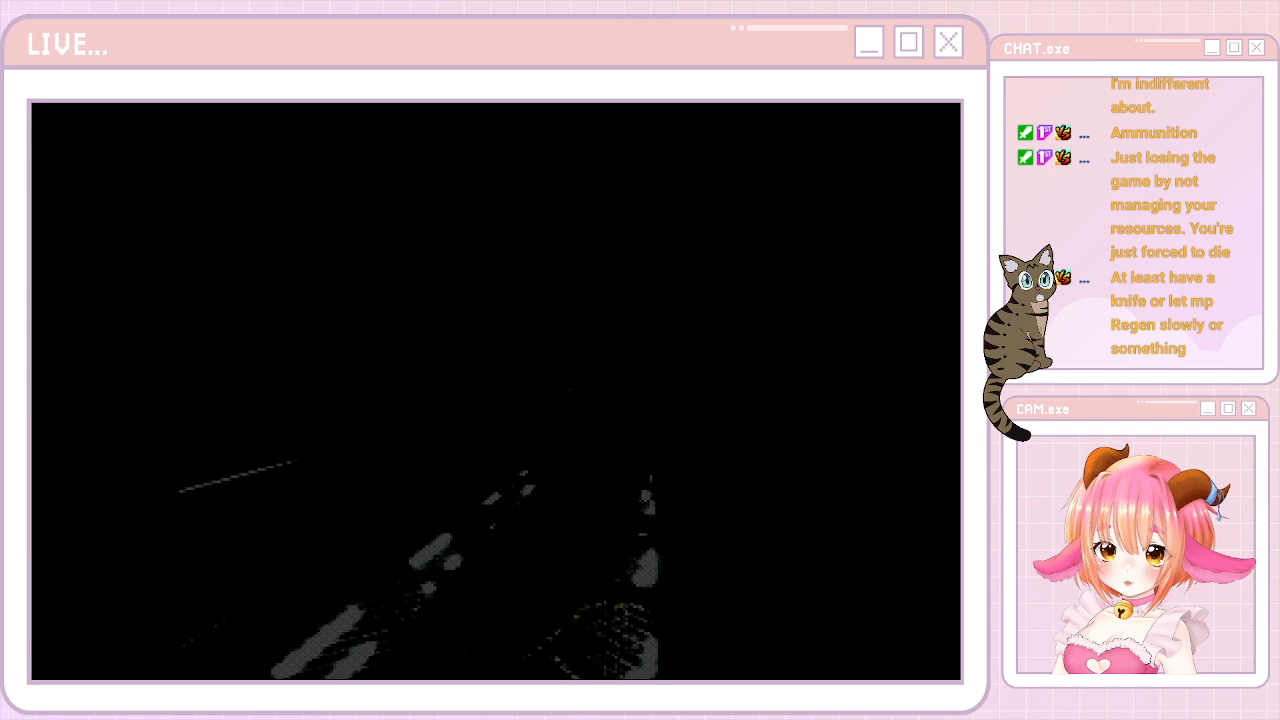 LIVE...
CHAT.exe
I'm indifferent
about.
... Ammunition
... Just losing the
game by not
managing your
resources. You're
just forced to die
... At least have a
knife or let mp
Regen slowly or
something
CAM.exe